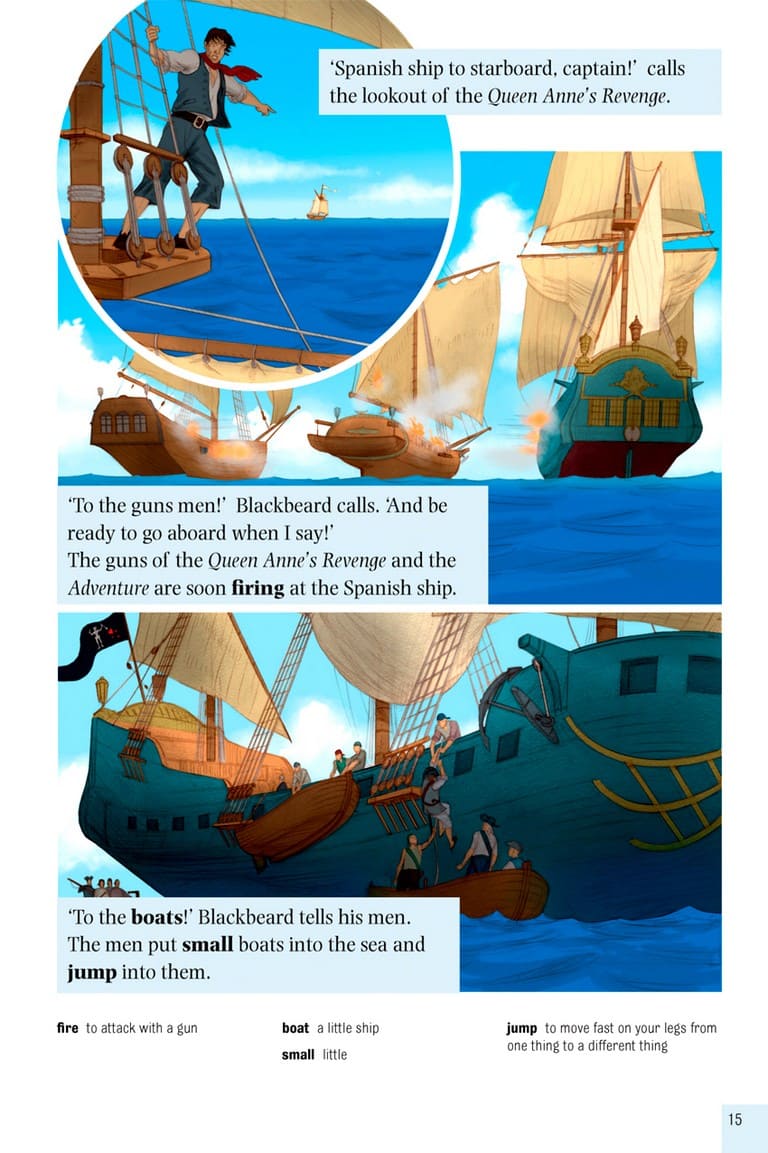 ‘Spanish ship to starboard, captain!’ calls
the lookout of the Queen Anne’s Revenge.
‘To the guns men!’ Blackbeard calls. ‘And be
ready to go aboard when I say!’
The guns of the Queen Anne’s Revenge and the
Adventure are soon firing at the Spanish ship.
‘To the boats!’ Blackbeard tells his men.
The men put small boats into the sea and
jump into them.
fire to attack with a gun
boat a little ship
small little
jump to move fast on your legs from
one thing to a different thing
15